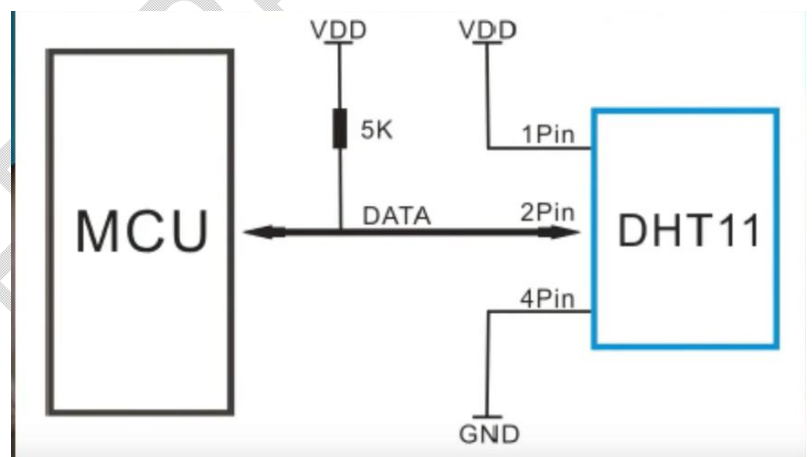 VDD
VDD
5K
1Pin
MCU
DATA
2Pin
DHT11
4Pin
GND